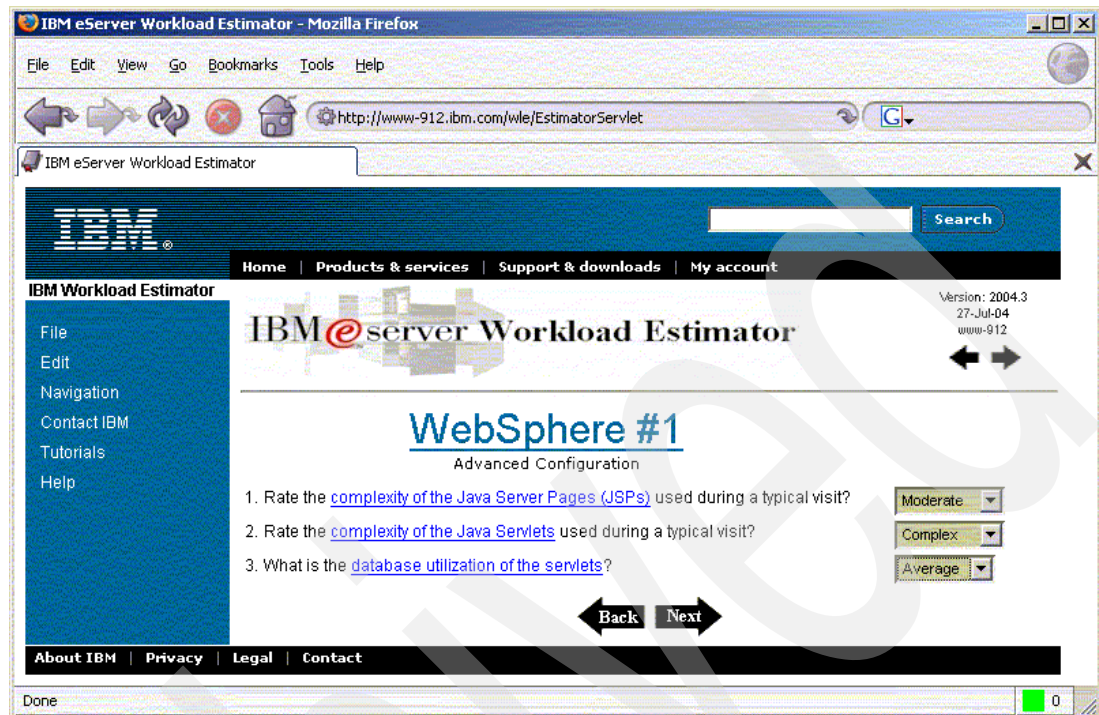 IBM eServer Workload Estimator - Mozilla Firefox
File Edit View Go Bookmarks Tools Help
http://www-912.ibm.com/wle/EstimatorServlet G
IBM eServer Workload Estimator
IBM®
Search
Home | Products & services | Support & downloads | My account
IBM Workload Estimator
File
Edit
Navigation
Contact IBM
Tutorials
Help
IBM eserver Workload Estimator
Version: 2004.3
27-Jul-04
www-912
WebSphere #1
Advanced Configuration
1. Rate the complexity of the Java Server Pages (JSPs) used during a typical visit? Moderate
2. Rate the complexity of the Java Servlets used during a typical visit? Complex
3. What is the database utilization of the servlets? Average
Back Next
About IBM | Privacy | Legal | Contact
Done 0